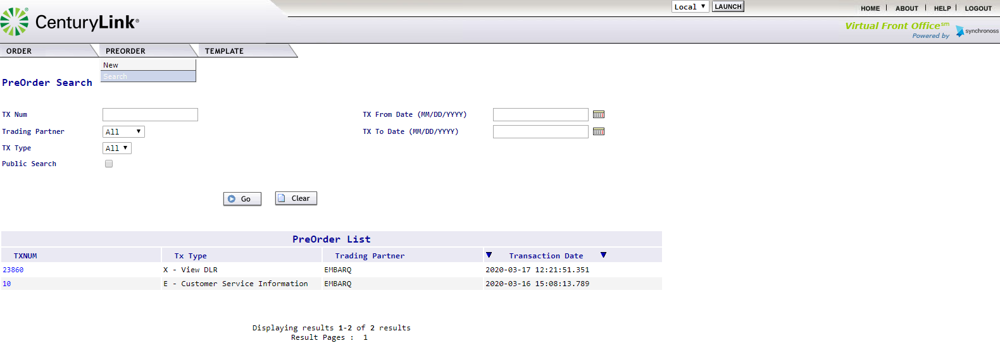 CenturyLink®
Local LAUNCH HOME ABOUT HELP LOGOUT
Virtual Front Office℠
Powered by synchronoss
ORDER PREORDER TEMPLATE
New
Search
PreOrder Search
TX Num TX From Date (MM/DD/YYYY)
Trading Partner All TX To Date (MM/DD/YYYY)
TX Type All
Public Search
Go Clear
PreOrder List
TXNUM Tx Type Trading Partner Transaction Date
23860 X - View DLR EMBARQ 2020-03-17 12:21:51.351
10 E - Customer Service Information EMBARQ 2020-03-16 15:08:13.789
Displaying results 1-2 of 2 results
Result Pages : 1